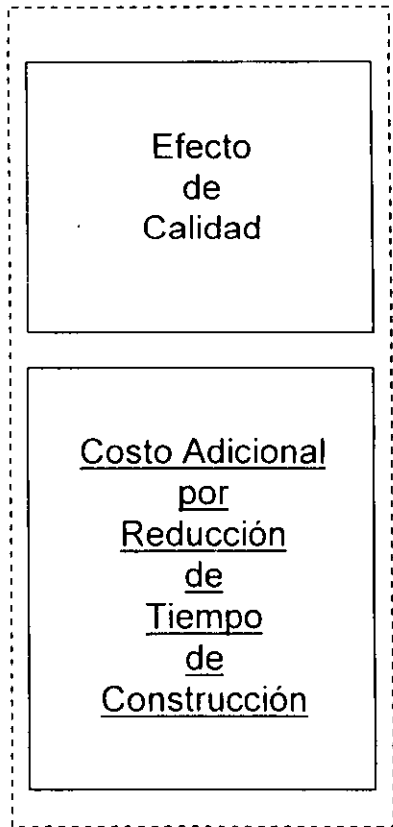 Efecto
de
Calidad
Costo Adicional
por
Reducción
de
Tiempo
de
Construcción